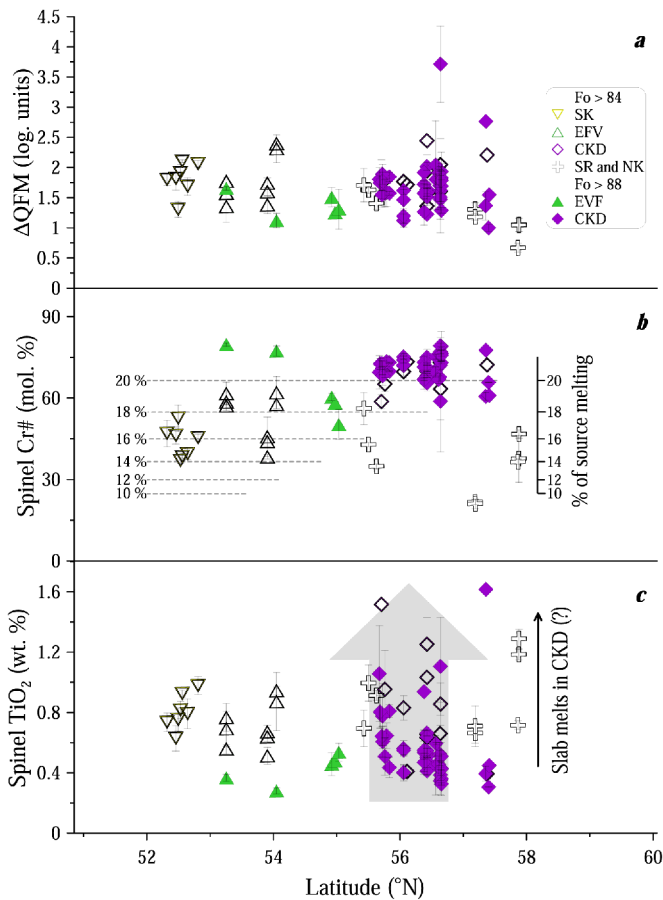 a
4.5
4
3.5
3
2.5
2
1.5
1
0.5
0
ΔQFM (log. units)
Fo > 84
SK
EFV
CKD
SR and NK
Fo > 88
EVF
CKD
b
90
60
30
0
Spinel Cr# (mol. %)
20 %
18 %
16 %
14 %
12 %
10 %
20
18
16
14
12
10
% of source melting
c
1.6
1.2
0.8
0.4
0
Spinel TiO₂ (wt. %)
Slab melts in CKD (?)
52
54
56
58
60
Latitude (°N)